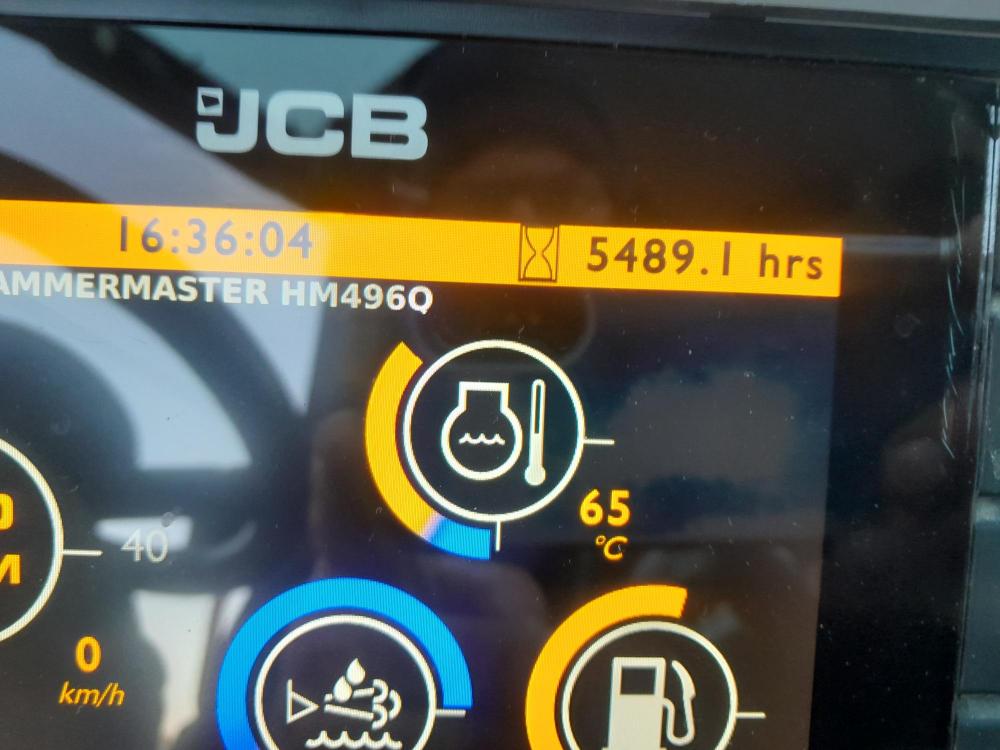 JCB
16:36:04 5489.1 hrs
AMMERMASTER HM496Q
65
°C
40
0
km/h